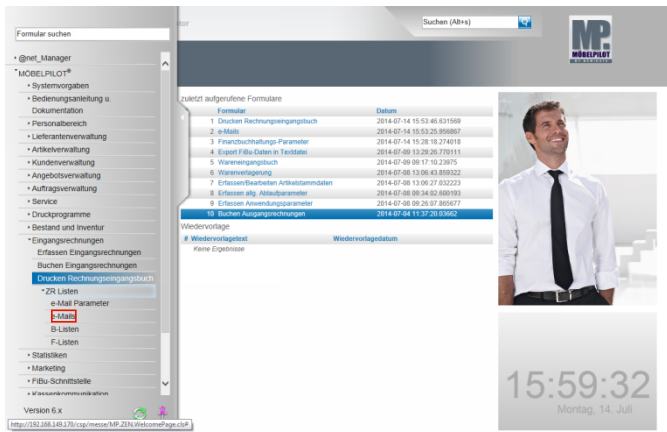 tor
Suchen (Alt+s)
Formular suchen
MP.
MÖBELPILOT
@net_Manager
MÖBELPILOT®
Systemvorgaben
Bedienungsanleitung u.
Dokumentation
Personalbereich
Lieferantenverwaltung
Artikelverwaltung
Kundenverwaltung
Angebotsverwaltung
Auftragsverwaltung
Service
Druckprogramme
Bestand und Inventur
Eingangsrechnungen
Erfassen Eingangsrechnungen
Buchen Eingangsrechnungen
Drucken Rechnungseingangsbuch
ZR Listen
e-Mail Parameter
e-Mails
B-Listen
F-Listen
Statistiken
Marketing
FiBu-Schnittstelle
Kassenkommunikation
Version 6.x
http://192.168.149.170/csp/messe/MP.ZEN.WelcomePage.cls#
zuletzt aufgerufene Formulare
Formular Datum
1 Drucken Rechnungseingangsbuch 2014-07-14 15:53:46.631569
2 e-Mails 2014-07-14 15:53:25.956867
3 Finanzbuchhaltungs-Parameter 2014-07-14 15:28:18.274018
4 Export FiBu-Daten in Textdatei 2014-07-09 13:29:26.770111
5 Wareneingangsbuch 2014-07-09 09:17:10.23975
6 Warenverlagerung 2014-07-08 13:06:43.859322
7 Erfassen/Bearbeiten Artikelstammdaten 2014-07-08 13:06:27.032223
8 Erfassen allg. Ablaufparameter 2014-07-08 09:34:02.600193
9 Erfassen Anwendungsparameter 2014-07-08 09:26:07.865677
10 Buchen Ausgangsrechnungen 2014-07-04 11:37:20.03662
Wiedervorlage
# Wiedervorlagetext Wiedervorlagedatum
Keine Ergebnisse
15:59:32
Montag, 14. Juli